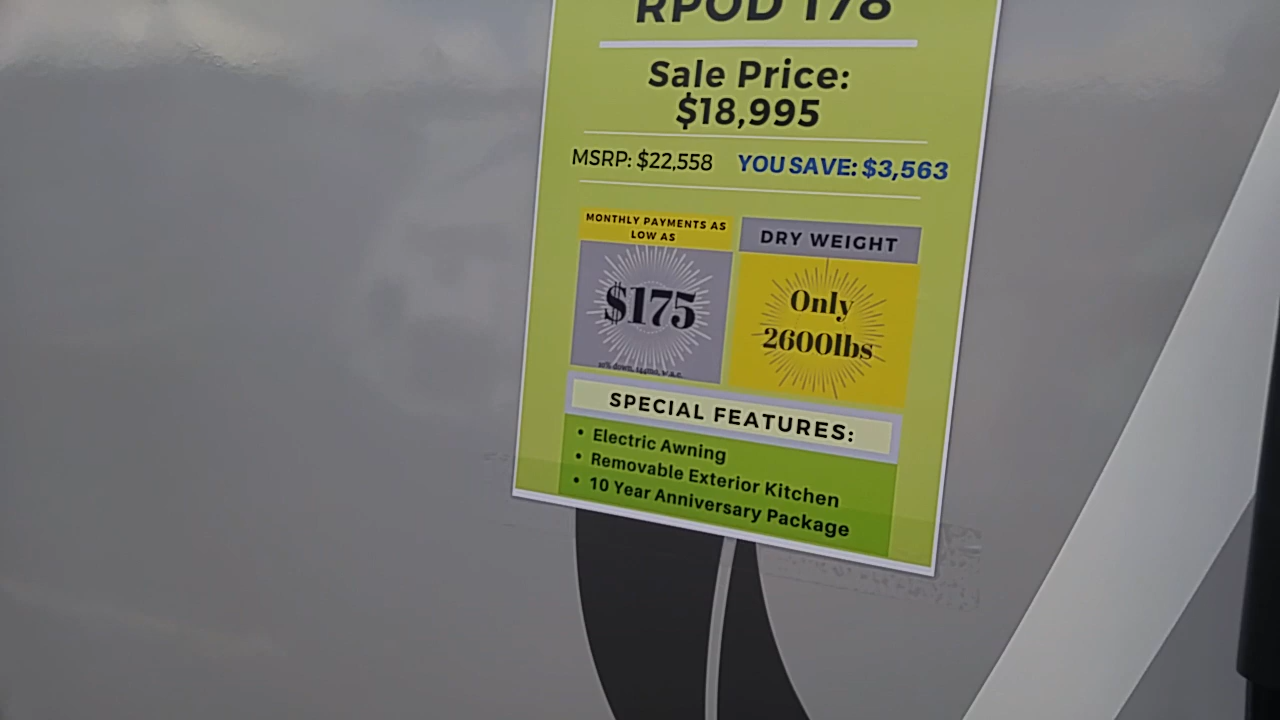 RPOD 178
Sale Price:
$18,995
MSRP: $22,558 YOU SAVE: $3,563
MONTHLY PAYMENTS AS
LOW AS
$175
DRY WEIGHT
Only
2600lbs
SPECIAL FEATURES:
• Electric Awning
• Removable Exterior Kitchen
• 10 Year Anniversary Package